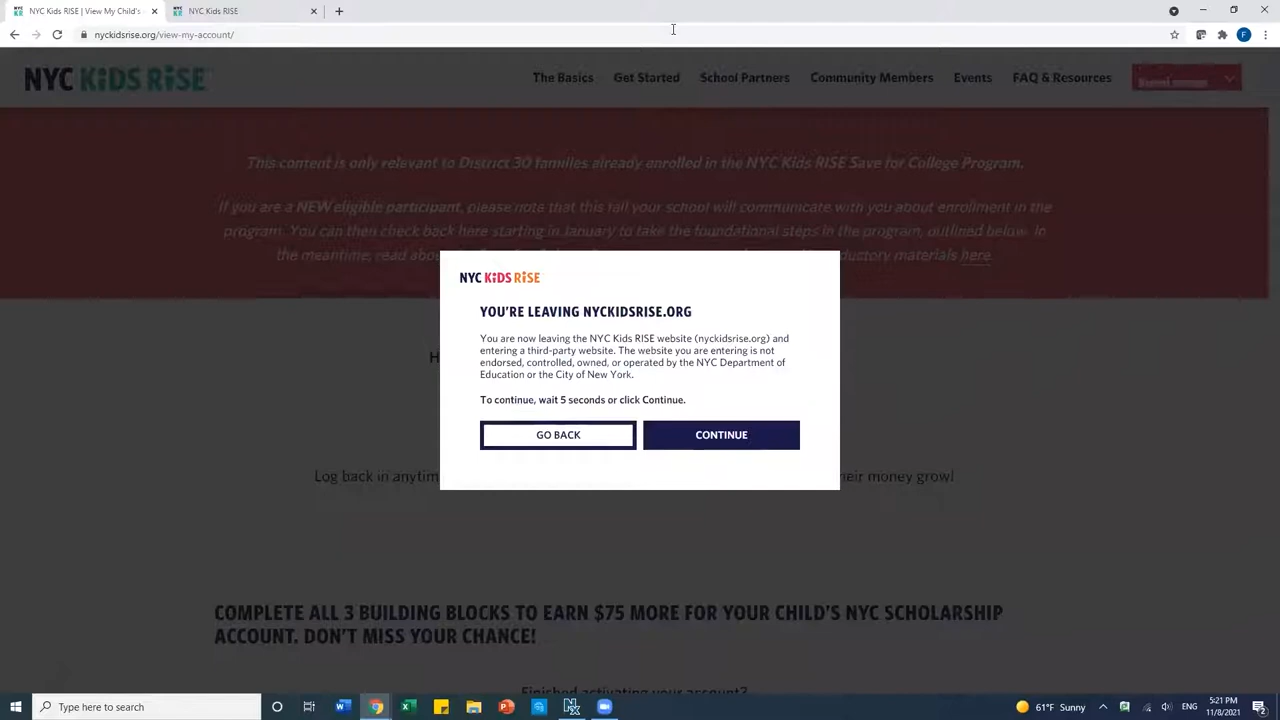 NYC Kids RISE | View My Child's
NYC Kids RISE
nyckidsrise.org/view-my-account/
F
NYC KiDS RiSE
The Basics
Get Started
School Partners
Community Members
Events
FAQ & Resources
This content is only relevant to District 30 families already enrolled in the NYC Kids RISE Save for College Program.
If you are a NEW eligible participant, please note that this fall your school will communicate with you about enrollment in the
program. You can then check back here starting in January to take the foundational steps in the program, outlined below. In
the meantime, read abou
ductory materials here.
NYC KiDS RiSE
YOU'RE LEAVING NYCKIDSRISE.ORG
You are now leaving the NYC Kids RISE website (nyckidsrise.org) and
entering a third-party website. The website you are entering is not
endorsed, controlled, owned, or operated by the NYC Department of
Education or the City of New York.
To continue, wait 5 seconds or click Continue.
GO BACK
CONTINUE
H
Log back in anytim
heir money grow!
COMPLETE ALL 3 BUILDING BLOCKS TO EARN $75 MORE FOR YOUR CHILD'S NYC SCHOLARSHIP
ACCOUNT. DON'T MISS YOUR CHANCE!
Finished activating your account?
Type here to search
61°F Sunny
ENG
5:21 PM
11/8/2021